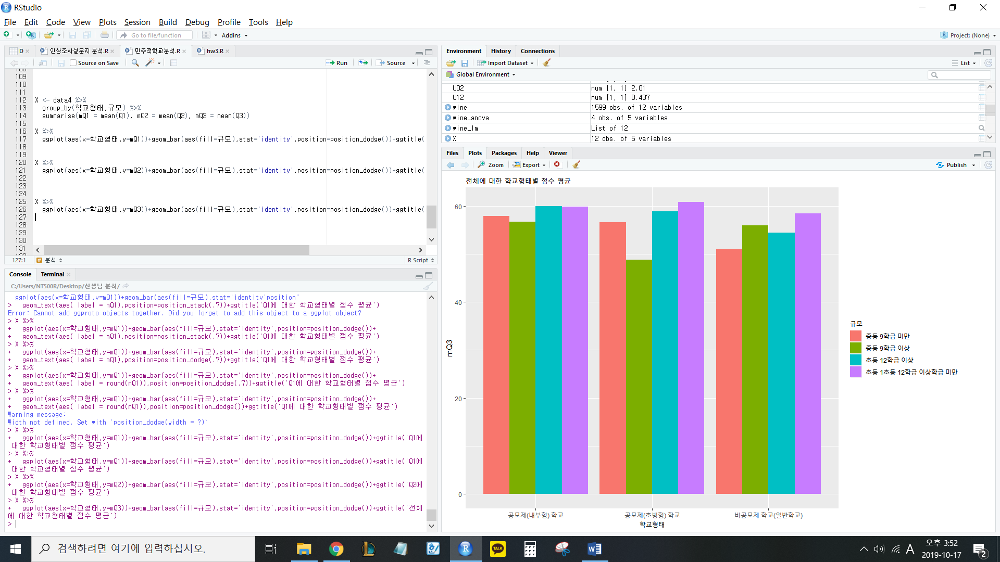 RStudio
File Edit Code View Plots Session Build Debug Profile Tools Help
Go to file/function Addins Project: (None)
D 인상조사설문지 분석.R 민주적학교분석.R hw3.R
Source on Save Run Source
109
110
111
112 X <- data4 %>%
113 group_by(학교형태,규모) %>%
114 summarise(mQ1 = mean(Q1), mQ2 = mean(Q2), mQ3 = mean(Q3))
115
116 X %>%
117 ggplot(aes(x=학교형태,y=mQ1))+geom_bar(aes(fill=규모),stat='identity',position=position_dodge())+ggtitle(
118
119
120 X %>%
121 ggplot(aes(x=학교형태,y=mQ2))+geom_bar(aes(fill=규모),stat='identity',position=position_dodge())+ggtitle(
122
123
124
125 X %>%
126 ggplot(aes(x=학교형태,y=mQ3))+geom_bar(aes(fill=규모),stat='identity',position=position_dodge())+ggtitle(
127
128
129
130
131
127:1 # 분석 R Script
Console Terminal
C:/Users/NT500R/Desktop/선생님 분석/
ggplot(aes(x=학교형태,y=mQ1))+geom_bar(aes(fill=규모),stat='identity'position"
> geom_text(aes( label = mQ1),position=position_stack(.7))+ggtitle('Q1에 대한 학교형태별 점수 평균')
Error: Cannot add ggproto objects together. Did you forget to add this object to a ggplot object?
> X %>%
+ ggplot(aes(x=학교형태,y=mQ1))+geom_bar(aes(fill=규모),stat='identity',position=position_dodge())+
+ geom_text(aes( label = mQ1),position=position_stack(.7))+ggtitle('Q1에 대한 학교형태별 점수 평균')
> X %>%
+ ggplot(aes(x=학교형태,y=mQ1))+geom_bar(aes(fill=규모),stat='identity',position=position_dodge())+
+ geom_text(aes( label = mQ1),position=position_dodge(.7))+ggtitle('Q1에 대한 학교형태별 점수 평균')
> X %>%
+ ggplot(aes(x=학교형태,y=mQ1))+geom_bar(aes(fill=규모),stat='identity',position=position_dodge())+
+ geom_text(aes( label = round(mQ1)),position=position_dodge(.7))+ggtitle('Q1에 대한 학교형태별 점수 평균')
> X %>%
+ ggplot(aes(x=학교형태,y=mQ1))+geom_bar(aes(fill=규모),stat='identity',position=position_dodge())+
+ geom_text(aes( label = round(mQ1)),position=position_dodge())+ggtitle('Q1에 대한 학교형태별 점수 평균')
Warning message:
Width not defined. Set with `position_dodge(width = ?)`
> X %>%
+ ggplot(aes(x=학교형태,y=mQ1))+geom_bar(aes(fill=규모),stat='identity',position=position_dodge())+ggtitle('Q1에
대한 학교형태별 점수 평균')
> X %>%
+ ggplot(aes(x=학교형태,y=mQ1))+geom_bar(aes(fill=규모),stat='identity',position=position_dodge())+ggtitle('Q1에
대한 학교형태별 점수 평균')
> X %>%
+ ggplot(aes(x=학교형태,y=mQ2))+geom_bar(aes(fill=규모),stat='identity',position=position_dodge())+ggtitle('Q2에
대한 학교형태별 점수 평균')
> X %>%
+ ggplot(aes(x=학교형태,y=mQ3))+geom_bar(aes(fill=규모),stat='identity',position=position_dodge())+ggtitle('전체
에 대한 학교형태별 점수 평균')
>
Environment History Connections
Import Dataset List
Global Environment
U02 num [1, 1] 2.01
U12 num [1, 1] 0.437
wine 1599 obs. of 12 variables
wine_anova 4 obs. of 5 variables
wine_lm List of 12
X 12 obs. of 5 variables
Files Plots Packages Help Viewer
Zoom Export Publish
전체에 대한 학교형태별 점수 평균
60
40
20
0
mQ3
공모제(내부형) 학교 공모제(초빙형) 학교 비공모제 학교(일반학교)
학교형태
규모
중등 9학급 미만
중등 9학급 이상
초등 12학급 이상
초등 1초등 12학급 이상학급 미만
검색하려면 여기에 입력하십시오.
TALK
A 오후 3:52
2019-10-17
2